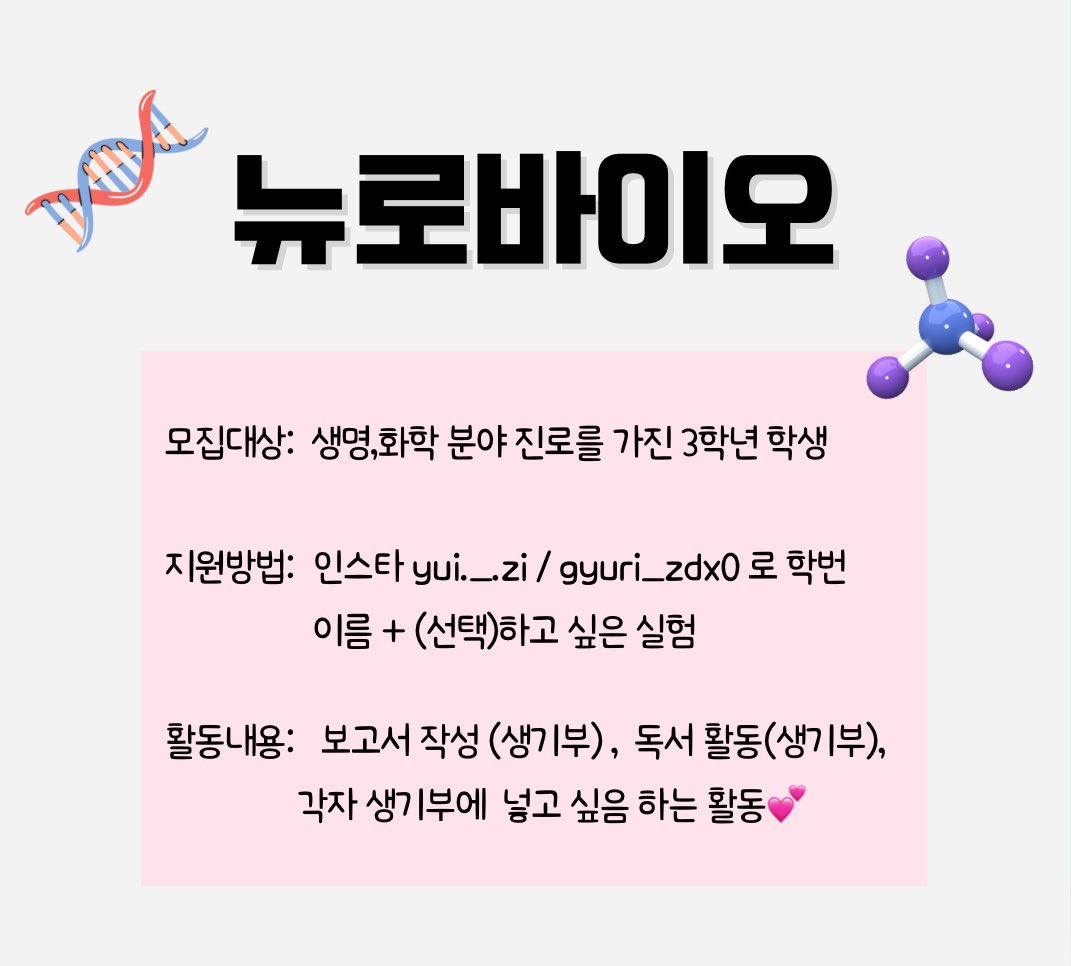 뉴로바이오
모집대상: 생명,화학 분야 진로를 가진 3학년 학생
지원방법: 인스타 yui._.zi / gyuri_zdx0 로 학번
이름 + (선택)하고 싶은 실험
활동내용: 보고서 작성 (생기부) , 독서 활동(생기부),
각자 생기부에 넣고 싶음 하는 활동💕